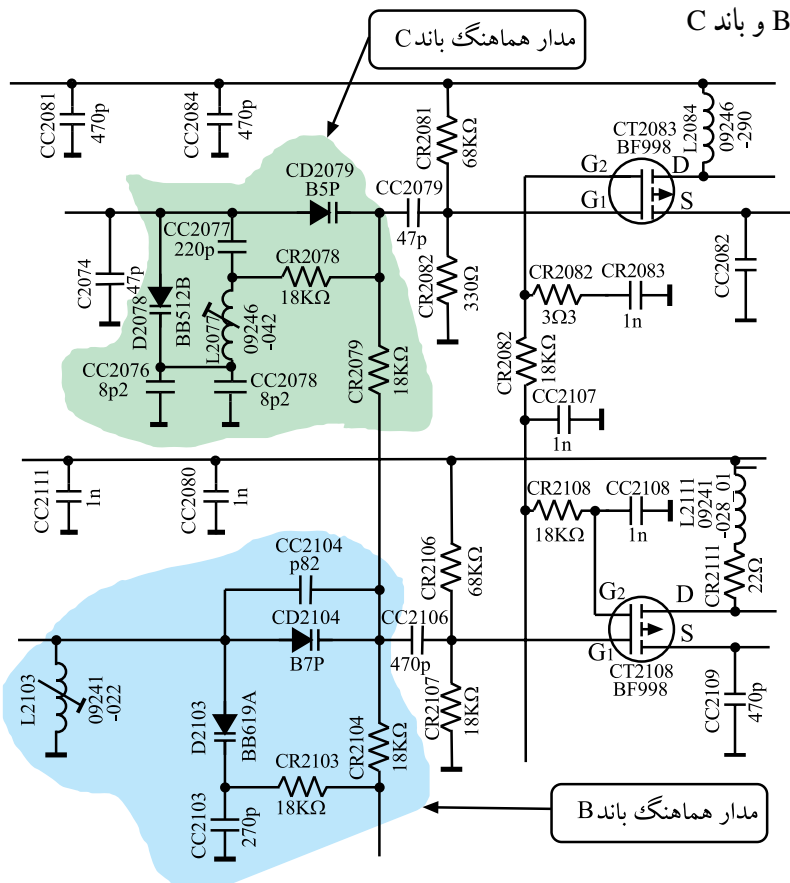 B و باند C
مدار هماهنگ باند C
CC2081
470p
CC2084
470p
CR2081
68KΩ
L2084
09246
-290
CT2083
BF998
G2
D
G1
S
CD2079
B5P
CC2079
47p
CC2077
220p
CR2078
18KΩ
C2074
47p
D2078
BB512B
L2077
09246
-042
CR2079
18KΩ
CR2082
330Ω
CC2082
CR2082
3Ω3
CR2083
1n
CR2082
18KΩ
CC2076
8p2
CC2078
8p2
CC2107
1n
CC2111
1n
CC2080
1n
CR2106
68KΩ
CR2108
18KΩ
CC2108
1n
L2111
09241
-028_01
CR2111
22Ω
CC2104
p82
CD2104
B7P
CC2106
470p
G2
D
G1
S
CT2108
BF998
L2103
09241
-022
D2103
BB619A
CR2103
18KΩ
CR2104
18KΩ
CR2107
18KΩ
CC2109
470p
CC2103
270p
مدار هماهنگ باند B